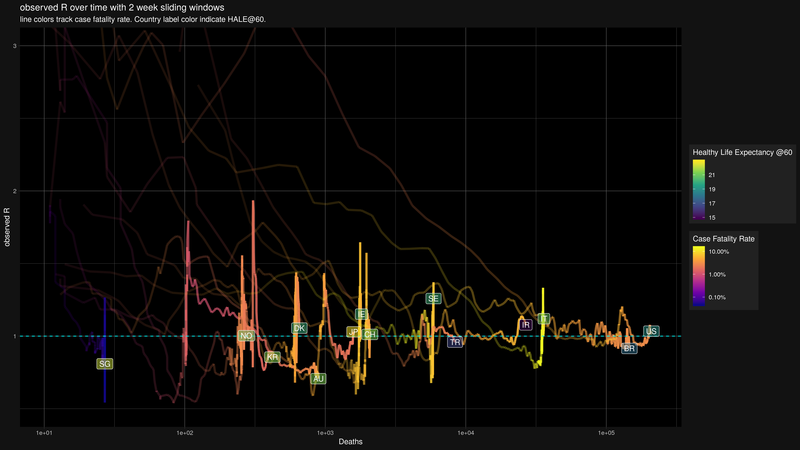 observed R over time with 2 week sliding windows
line colors track case fatality rate. Country label color indicate HALE@60.
3
2
1
observed R
SG
NO
KR
DK
AU
IE
JP
CH
SE
TR
IR
IT
BR
US
1e+01
1e+02
1e+03
1e+04
1e+05
Deaths
Healthy Life Expectancy @60
21
19
17
15
Case Fatality Rate
10.00%
1.00%
0.10%